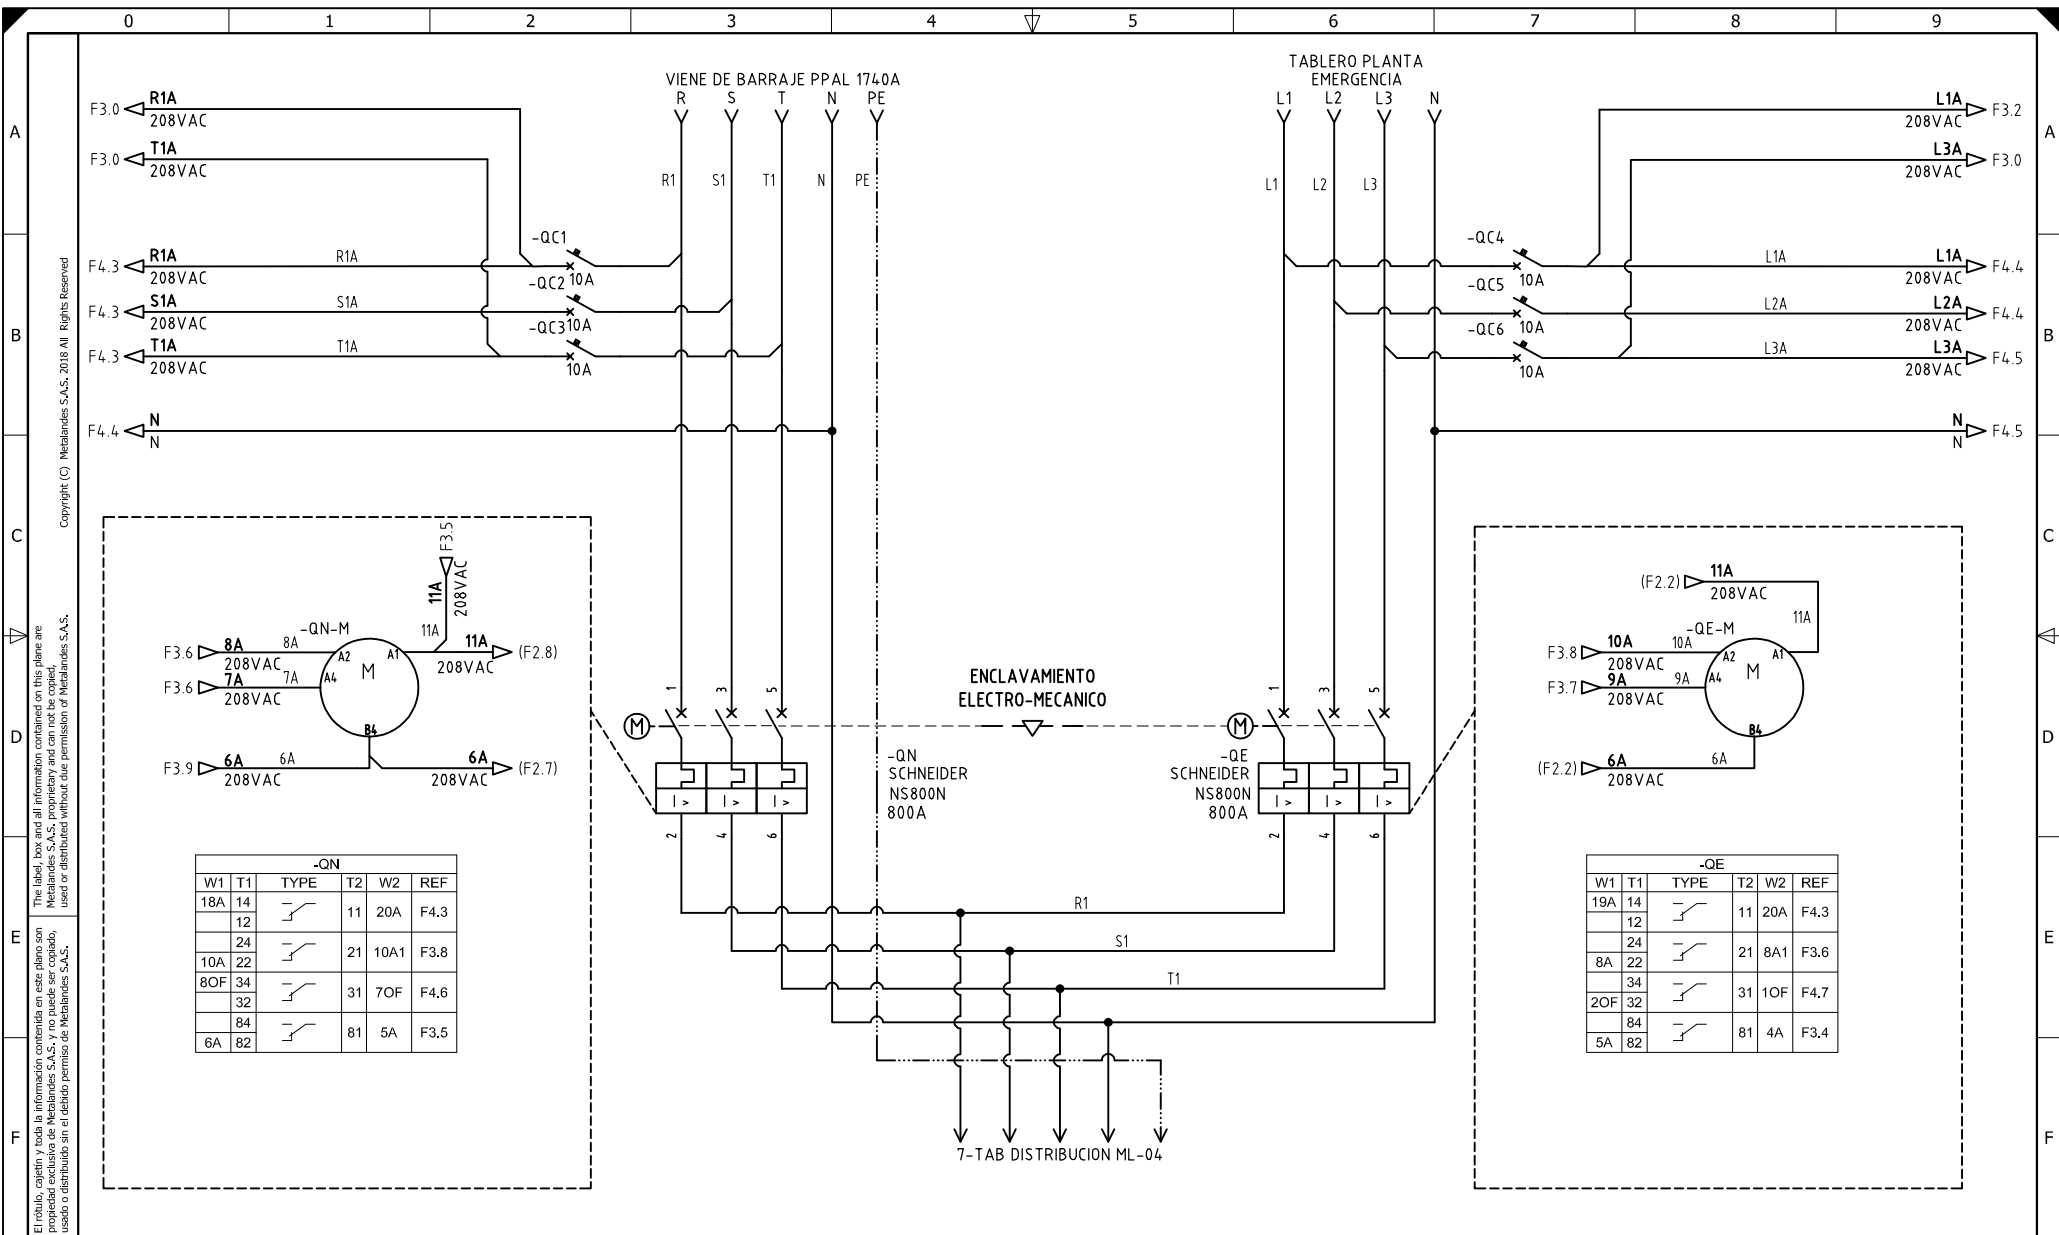 0 1 2 3 4 5 6 7 8 9
A
B
C
D
E
F
A
B
C
D
E
F
Copyright (C) Metalandes S.A.S. 2018 All Rights Reserved
The label, box and all information contained on this plane are
Metalandes S.A.S. proprietary and can not be copied,
used or distributed without due permission of Metalandes S.A.S.
El rótulo, cajetín y toda la información contenida en este plano son
propiedad exclusiva de Metalandes S.A.S. y no puede ser copiado,
usado o distribuido sin el debido permiso de Metalandes S.A.S.
VIENE DE BARRAJE PPAL 1740A
R S T N PE
R1 S1 T1 N PE
TABLERO PLANTA
EMERGENCIA
L1 L2 L3 N
L1 L2 L3
F3.0 R1A
208VAC
F3.0 T1A
208VAC
F4.3 R1A
208VAC
R1A
-QC1
10A
F4.3 S1A
208VAC
S1A
-QC2
10A
F4.3 T1A
208VAC
T1A
-QC3
10A
F4.4 N
N
L1A F3.2
208VAC
L3A F3.0
208VAC
-QC4
10A
L1A
L1A F4.4
208VAC
-QC5
10A
L2A
L2A F4.4
208VAC
-QC6
10A
L3A
L3A F4.5
208VAC
N F4.5
N
F3.5
11A
208VAC
11A
11A (F2.8)
208VAC
-QN-M
F3.6 8A 8A
208VAC
F3.6 7A 7A
208VAC
A2 A1
A4 M
B4
F3.9 6A 6A
208VAC
6A (F2.7)
208VAC
(F2.2) 11A
208VAC
11A
-QE-M
F3.8 10A 10A
208VAC
F3.7 9A 9A
208VAC
A2 A1
A4 M
B4
(F2.2) 6A 6A
208VAC
ENCLAVAMIENTO
ELECTRO-MECANICO
M
1 3 5
I > I > I >
2 4 6
-QN
SCHNEIDER
NS800N
800A
M
1 3 5
I > I > I >
2 4 6
-QE
SCHNEIDER
NS800N
800A
R1
S1
T1
7-TAB DISTRIBUCION ML-04
-QN
W1 T1 TYPE T2 W2 REF
18A 14 11 20A F4.3
12
24 21 10A1 F3.8
10A 22
8OF 34 31 7OF F4.6
32
84 81 5A F3.5
6A 82
-QE
W1 T1 TYPE T2 W2 REF
19A 14 11 20A F4.3
12
24 21 8A1 F3.6
8A 22
34 31 1OF F4.7
2OF 32
84 81 4A F3.4
5A 82